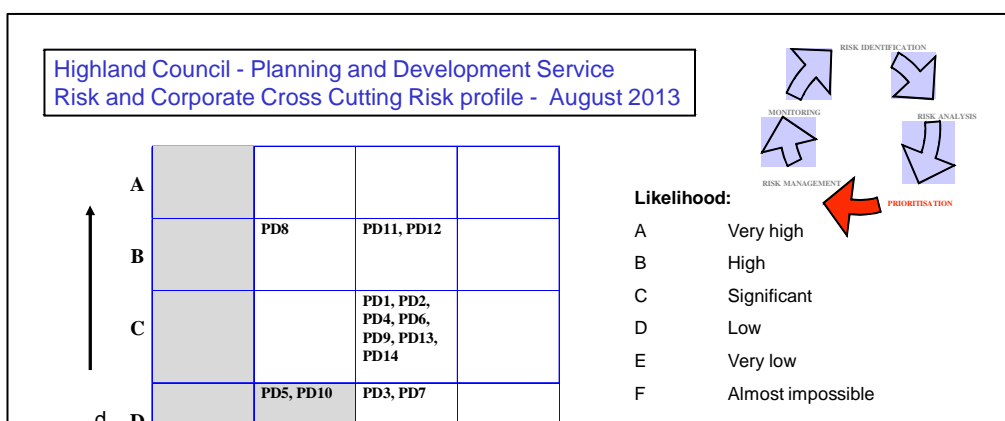 Highland Council - Planning and Development Service
Risk and Corporate Cross Cutting Risk profile -  August 2013
RISK IDENTIFICATION
MONITORING
RISK ANALYSIS
RISK MANAGEMENT
PRIORITISATION
A
B
PD8
PD11, PD12
C
PD1, PD2,
PD4, PD6,
PD9, PD13,
PD14
D
PD5, PD10
PD3, PD7
d
Likelihood:
A Very high
B High
C Significant
D Low
E Very low
F Almost impossible